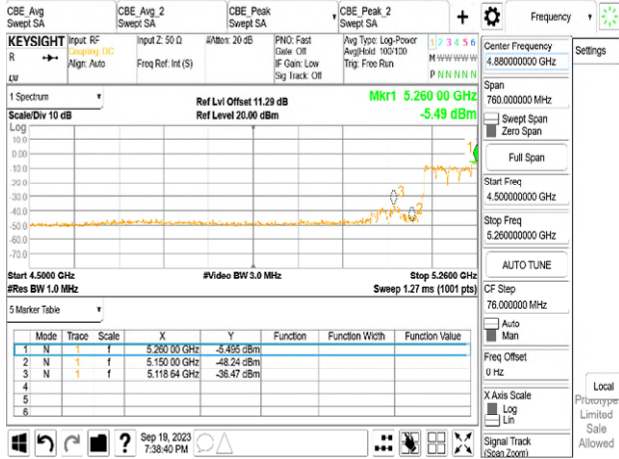 CBE_Avg
Swept SA
CBE_Avg_2
Swept SA
CBE_Peak
Swept SA
CBE_Peak_2
Swept SA
Frequency
KEYSIGHT
R
Input: RF
Coupling: DC
Align: Auto
Input Z: 50 Ω
Freq Ref: Int (S)
#Atten: 20 dB
PNO: Fast
Gate: Off
IF Gain: Low
Sig Track: Off
Avg Type: Log-Power
Avg|Hold: 100/100
Trig: Free Run
1 2 3 4 5 6
M W W W W W
P N N N N N
1 Spectrum
Scale/Div 10 dB
Ref Lvl Offset 11.29 dB
Ref Level 20.00 dBm
Mkr1 5.260 00 GHz
-5.49 dBm
Log
10.0
0.00
-10.0
-20.0
-30.0
-40.0
-50.0
-60.0
-70.0
1
3
2
Start 4.5000 GHz
#Res BW 1.0 MHz
#Video BW 3.0 MHz
Stop 5.2600 GHz
Sweep 1.27 ms (1001 pts)
5 Marker Table
Mode Trace Scale X Y Function Function Width Function Value
1 N 1 f 5.260 00 GHz -5.495 dBm
2 N 1 f 5.150 00 GHz -48.24 dBm
3 N 1 f 5.118 64 GHz -36.47 dBm
4
5
6
Sep 19, 2023
7:38:40 PM
Center Frequency
4.880000000 GHz
Span
760.000000 MHz
Swept Span
Zero Span
Full Span
Start Freq
4.500000000 GHz
Stop Freq
5.260000000 GHz
AUTO TUNE
CF Step
76.000000 MHz
Auto
Man
Freq Offset
0 Hz
X Axis Scale
Log
Lin
Signal Track
(Span Zoom)
Settings
Local
Prototype
Limited
Sale
Allowed